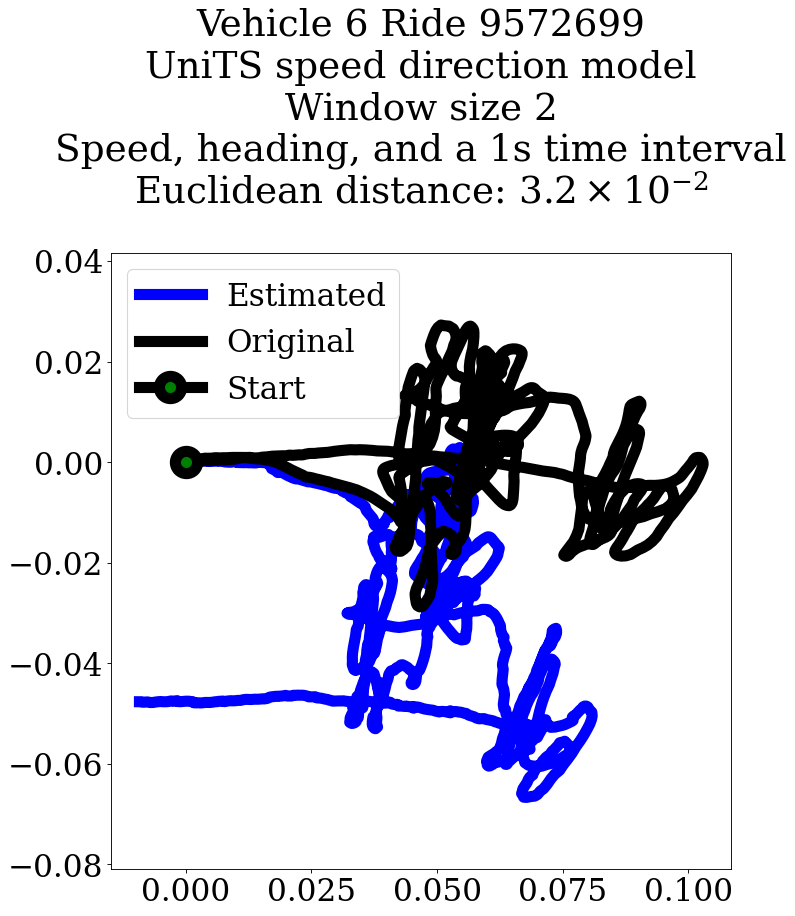 Vehicle 6 Ride 9572699
UniTS speed direction model
Window size 2
Speed, heading, and a 1s time interval
Euclidean distance: 3.2 × 10⁻²
Estimated
Original
Start
0.04
0.02
0.00
−0.02
−0.04
−0.06
−0.08
0.000 0.025 0.050 0.075 0.100